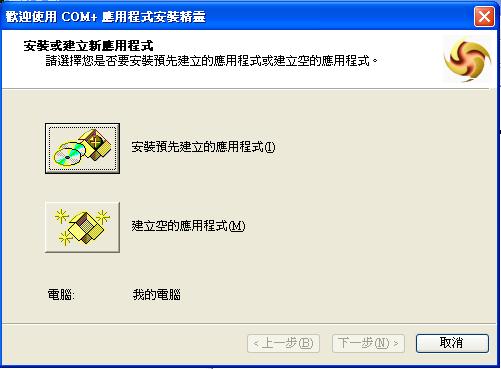 歡迎使用 COM+ 應用程式安裝精靈
安裝或建立新應用程式
請選擇您是否要安裝預先建立的應用程式或建立空的應用程式。
安裝預先建立的應用程式(I)
建立空的應用程式(M)
電腦: 我的電腦
< 上一步(B) 下一步(N) > 取消